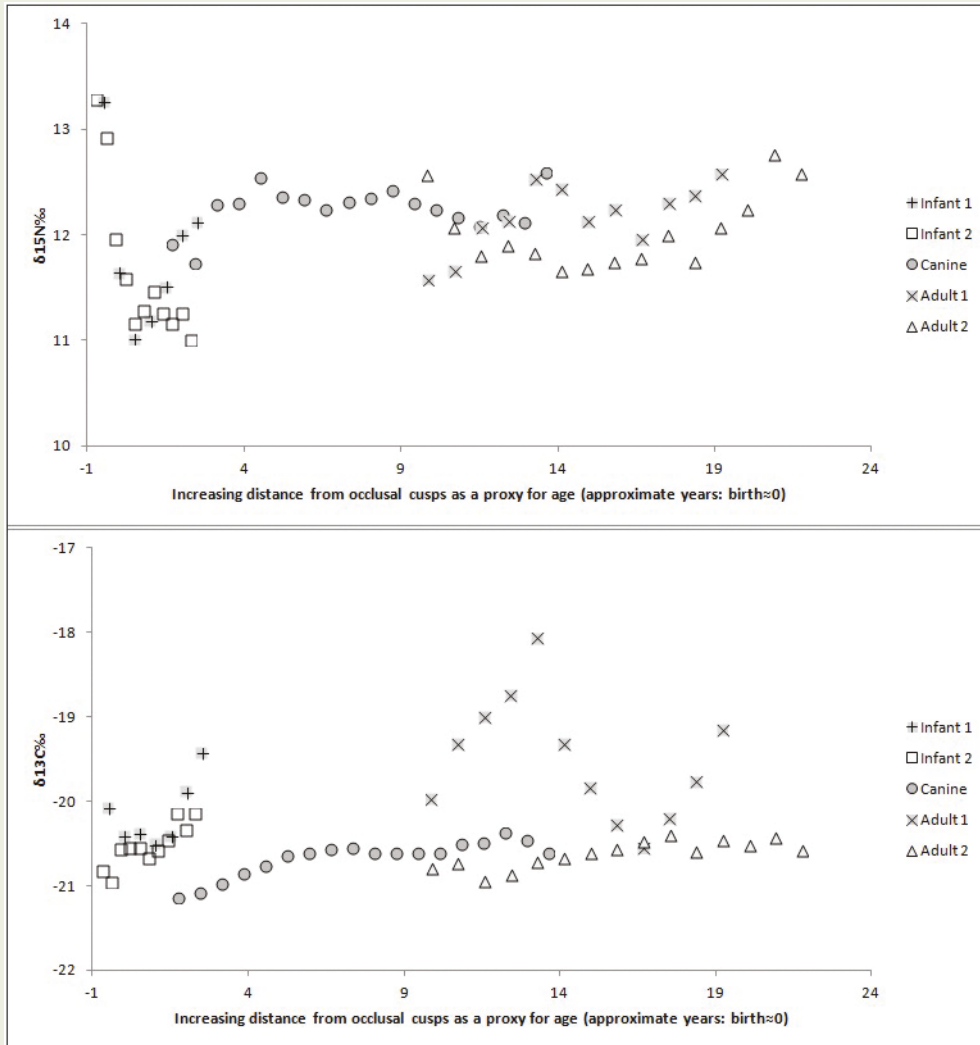 14
13
12
11
10
δ15N‰
-1
4
9
14
19
24
Increasing distance from occlusal cusps as a proxy for age (approximate years: birth≈0)
Infant 1
Infant 2
Canine
Adult 1
Adult 2
-17
-18
-19
-20
-21
-22
δ13C‰
-1
9
14
19
24
Increasing distance from occlusal cusps as a proxy for age (approximate years: birth≈0)
Infant 1
Infant 2
Canine
Adult 1
Adult 2